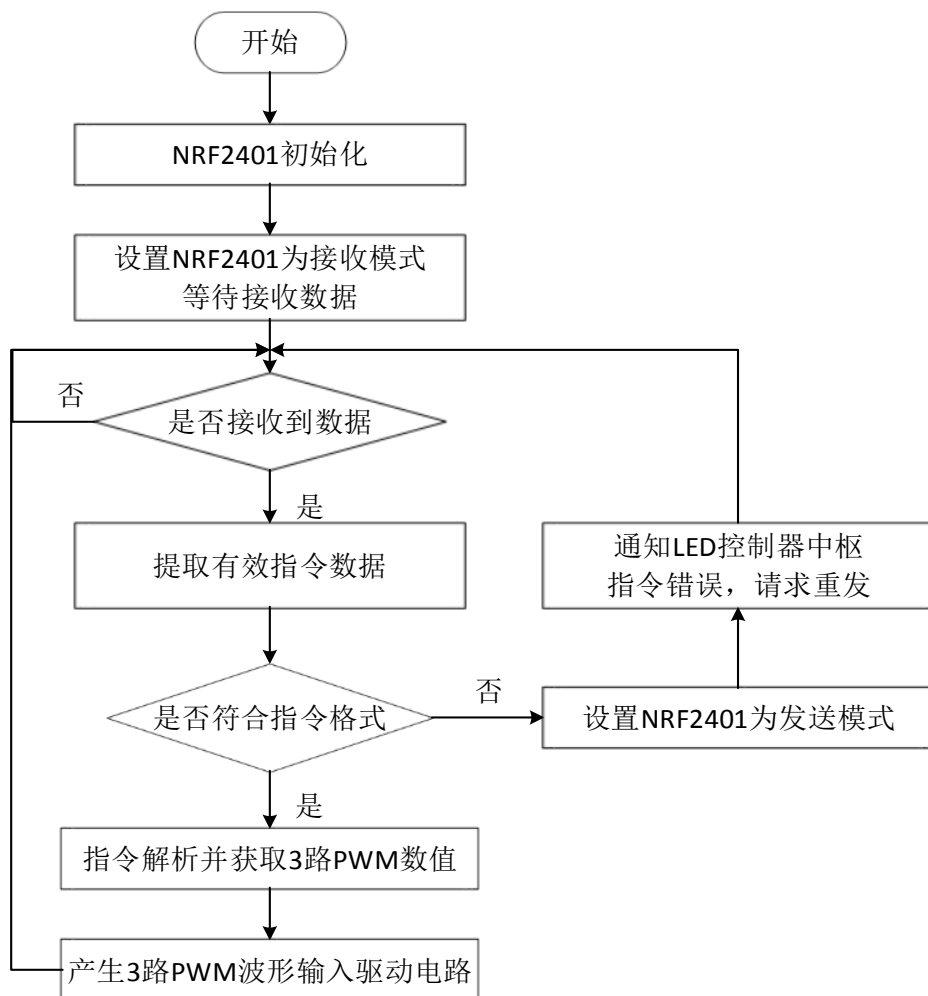 开始
NRF2401初始化
设置NRF2401为接收模式
等待接收数据
否
是否接收到数据
是
提取有效指令数据
通知LED控制器中枢
指令错误，请求重发
是否符合指令格式
否
设置NRF2401为发送模式
是
指令解析并获取3路PWM数值
产生3路PWM波形输入驱动电路